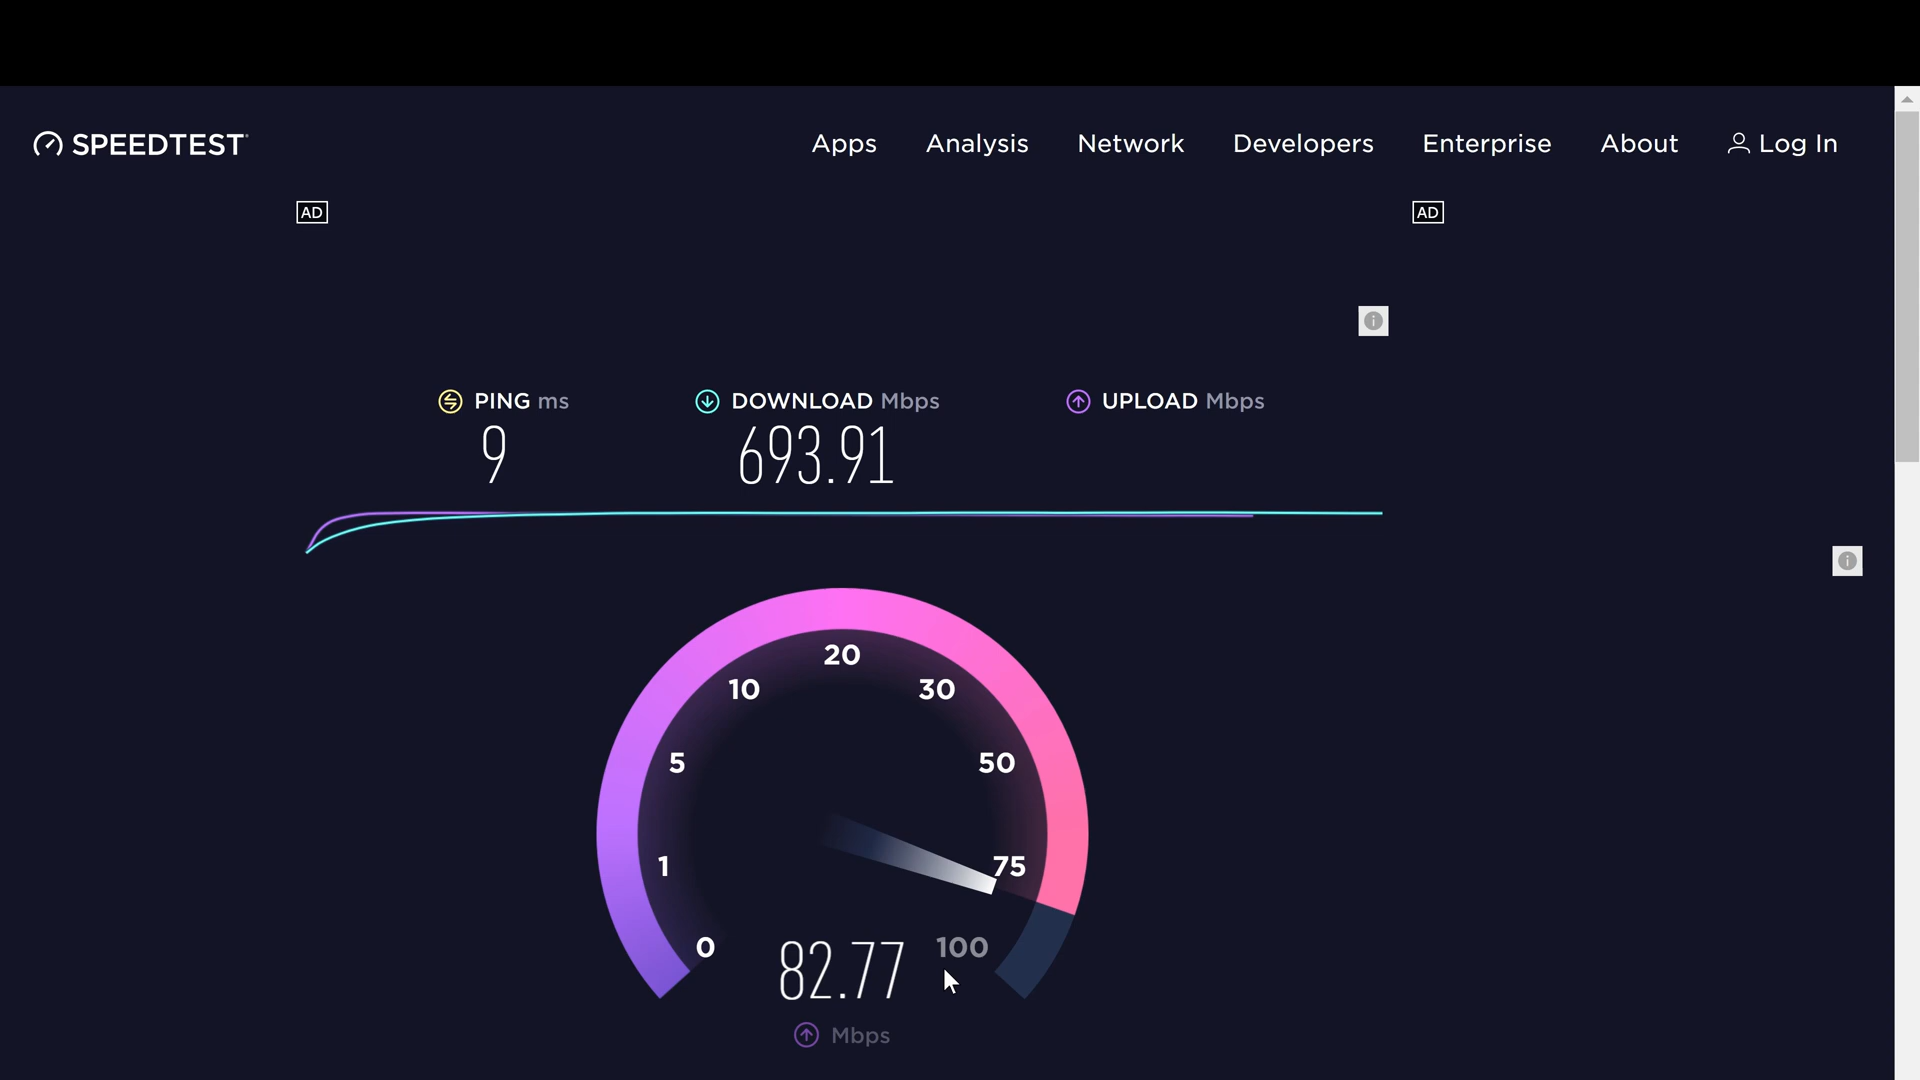 SPEEDTEST
Apps Analysis Network Developers Enterprise About Log In
AD AD
PING ms DOWNLOAD Mbps UPLOAD Mbps
9 693.91
20
10 30
5 50
1 75
0 100
82.77
Mbps